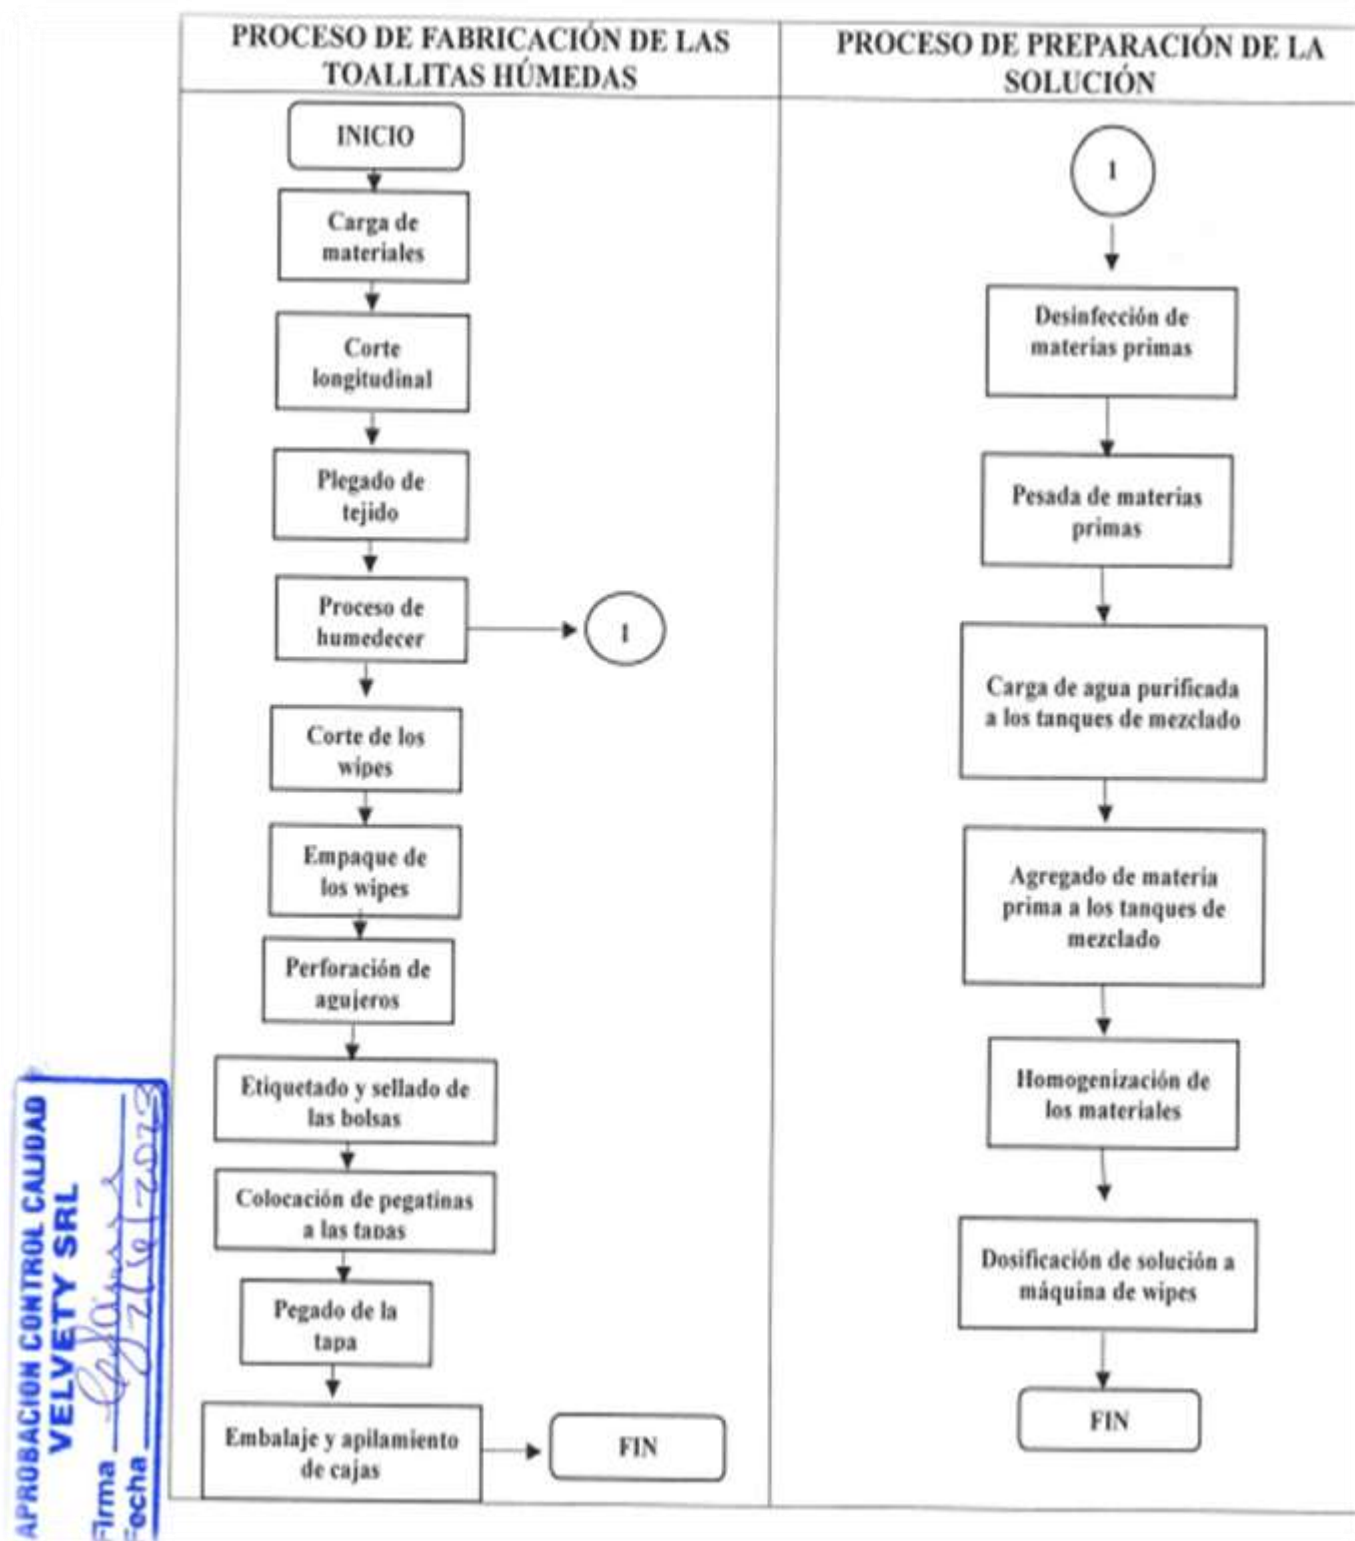 PROCESO DE FABRICACIÓN DE LAS
TOALLITAS HÚMEDAS
INICIO
Carga de
materiales
Corte
longitudinal
Plegado de
tejido
Proceso de
humedecer
1
Corte de los
wipes
Empaque de
los wipes
Perforación de
agujeros
Etiquetado y sellado de
las bolsas
Colocación de pegatinas
a las tapas
Pegado de la
tapa
Embalaje y apilamiento
de cajas
FIN
PROCESO DE PREPARACIÓN DE LA
SOLUCIÓN
1
Desinfección de
materias primas
Pesada de materias
primas
Carga de agua purificada
a los tanques de mezclado
Agregado de materia
prima a los tanques de
mezclado
Homogenización de
los materiales
Dosificación de solución a
máquina de wipes
FIN
APROBACION CONTROL CALIDAD
VELVETY SRL
Firma
Fecha